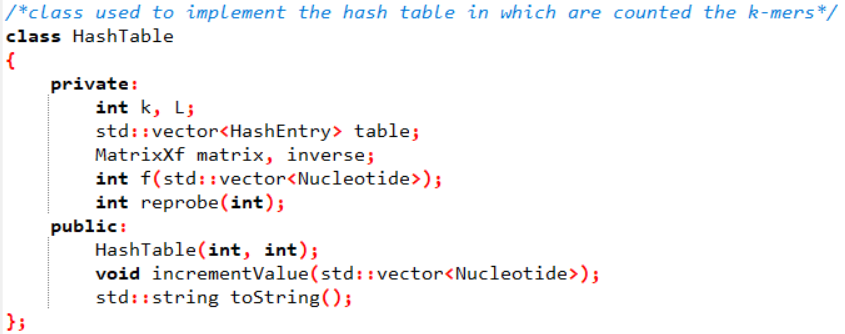 /*class used to implement the hash table in which are counted the k-mers*/
class HashTable
{
    private:
        int k, L;
        std::vector<HashEntry> table;
        MatrixXf matrix, inverse;
        int f(std::vector<Nucleotide>);
        int reprobe(int);
    public:
        HashTable(int, int);
        void incrementValue(std::vector<Nucleotide>);
        std::string toString();
};